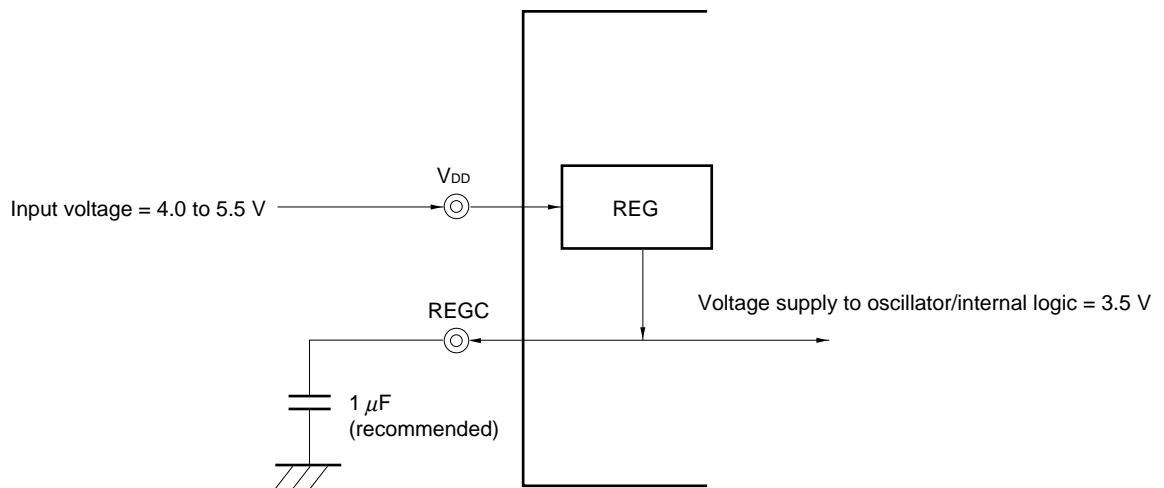 VDD
Input voltage = 4.0 to 5.5 V
REG
REGC
Voltage supply to oscillator/internal logic = 3.5 V
1 μF
(recommended)